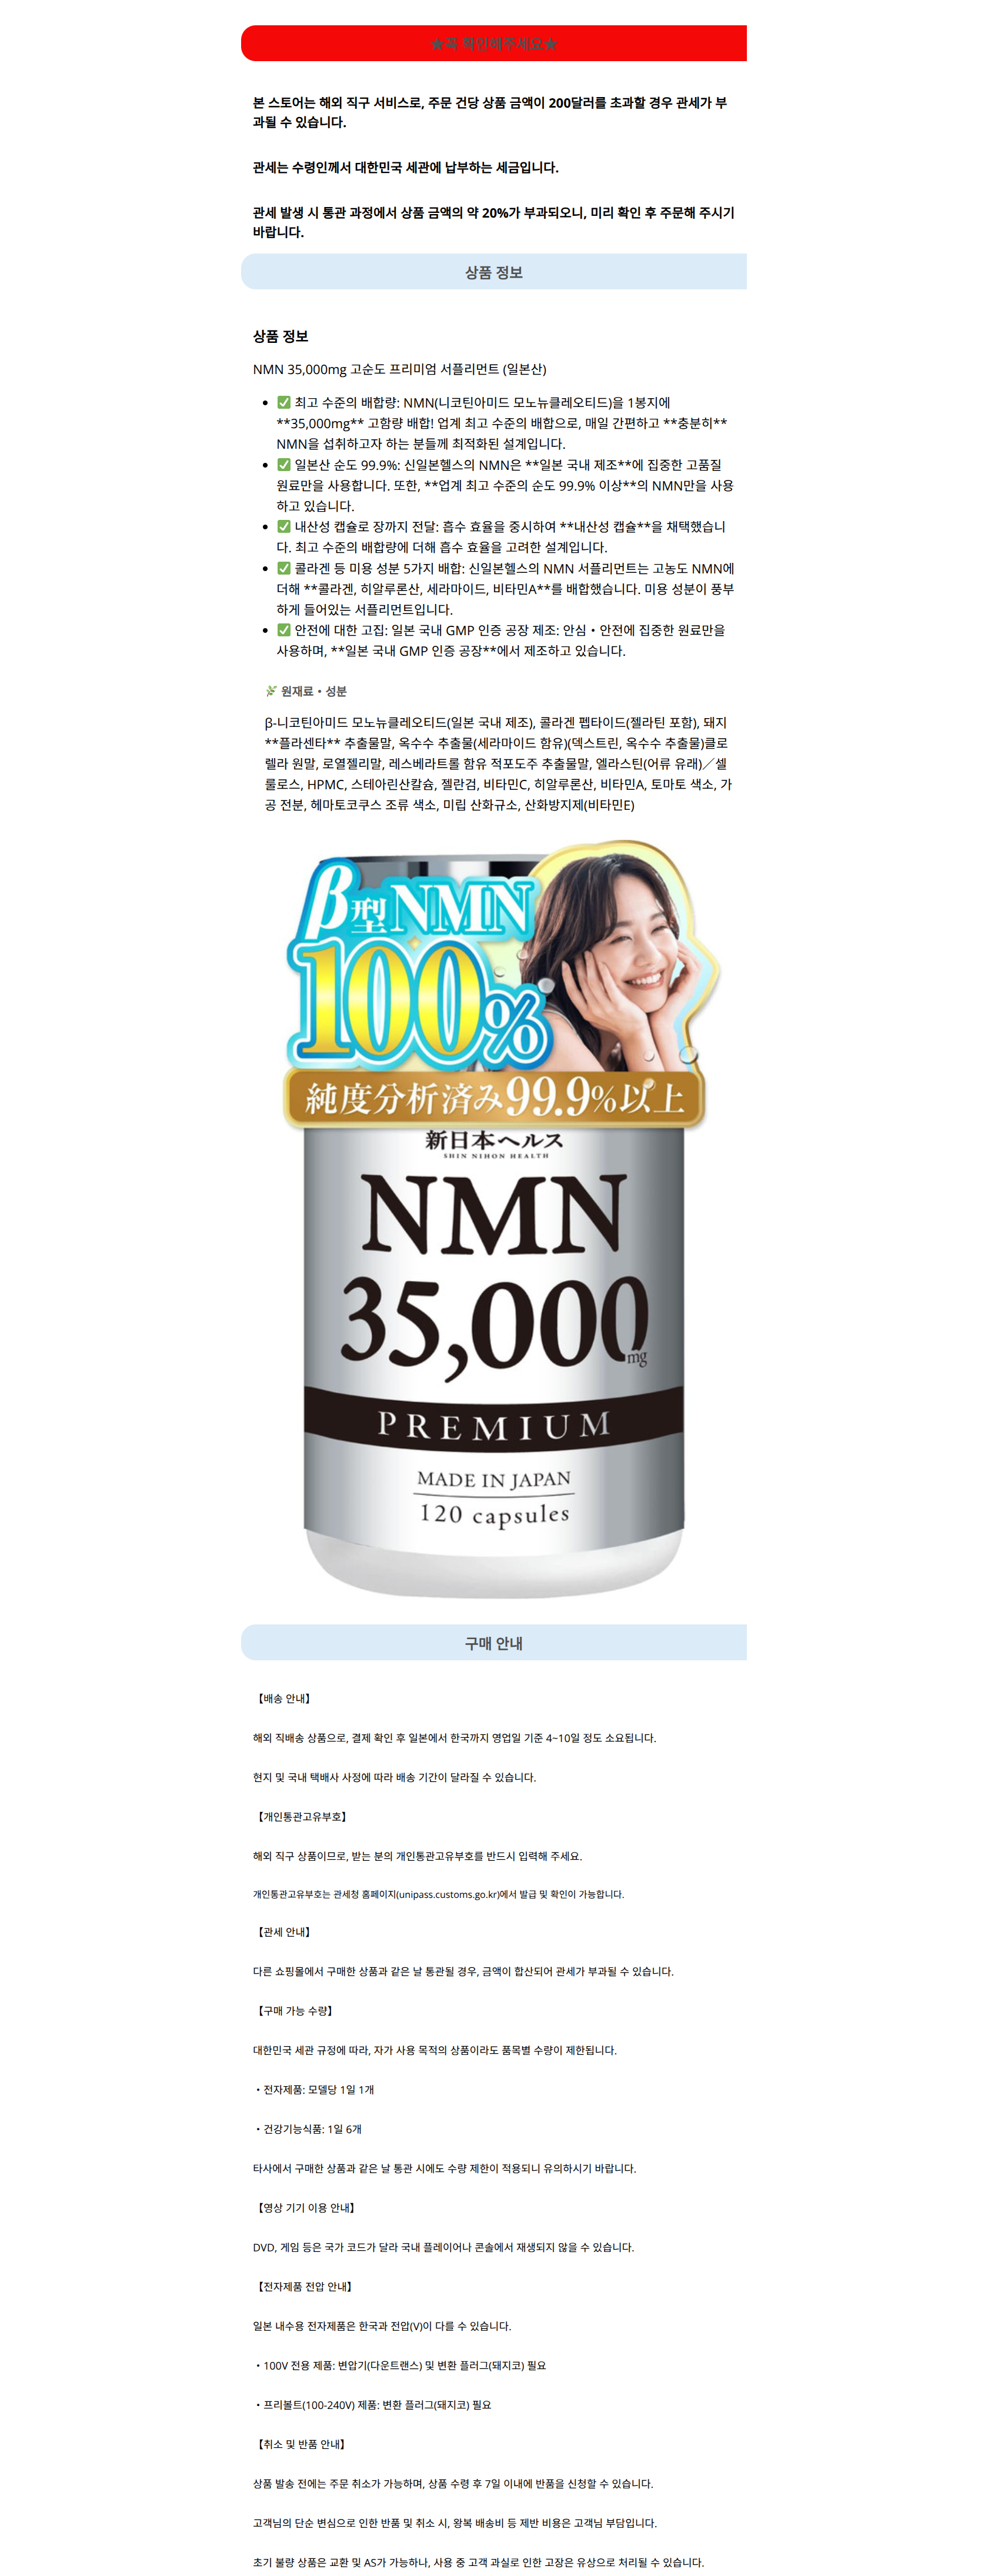 ★꼭 확인해주세요★
본 스토어는 해외 직구 서비스로, 주문 건당 상품 금액이 200달러를 초과할 경우 관세가 부
과될 수 있습니다.
관세는 수령인께서 대한민국 세관에 납부하는 세금입니다.
관세 발생 시 통관 과정에서 상품 금액의 약 20%가 부과되오니, 미리 확인 후 주문해 주시기
바랍니다.
상품 정보
상품 정보
NMN 35,000mg 고순도 프리미엄 서플리먼트 (일본산)
• ✅ 최고 수준의 배합량: NMN(니코틴아미드 모노뉴클레오티드)을 1봉지에
**35,000mg** 고함량 배합! 업계 최고 수준의 배합으로, 매일 간편하고 **충분히**
NMN을 섭취하고자 하는 분들께 최적화된 설계입니다.
• ✅ 일본산 순도 99.9%: 신일본헬스의 NMN은 **일본 국내 제조**에 집중한 고품질
원료만을 사용합니다. 또한, **업계 최고 수준의 순도 99.9% 이상**의 NMN만을 사용
하고 있습니다.
• ✅ 내산성 캡슐로 장까지 전달: 흡수 효율을 중시하여 **내산성 캡슐**을 채택했습니
다. 최고 수준의 배합량에 더해 흡수 효율을 고려한 설계입니다.
• ✅ 콜라겐 등 미용 성분 5가지 배합: 신일본헬스의 NMN 서플리먼트는 고농도 NMN에
더해 **콜라겐, 히알루론산, 세라마이드, 비타민A**를 배합했습니다. 미용 성분이 풍부
하게 들어있는 서플리먼트입니다.
• ✅ 안전에 대한 고집: 일본 국내 GMP 인증 공장 제조: 안심・안전에 집중한 원료만을
사용하며, **일본 국내 GMP 인증 공장**에서 제조하고 있습니다.
🌿 원재료・성분
β-니코틴아미드 모노뉴클레오티드(일본 국내 제조), 콜라겐 펩타이드(젤라틴 포함), 돼지
**플라센타** 추출물말, 옥수수 추출물(세라마이드 함유)(덱스트린, 옥수수 추출물)클로
렐라 원말, 로열젤리말, 레스베라트롤 함유 적포도주 추출물말, 엘라스틴(어류 유래)／셀
룰로스, HPMC, 스테아린산칼슘, 젤란검, 비타민C, 히알루론산, 비타민A, 토마토 색소, 가
공 전분, 헤마토코쿠스 조류 색소, 미립 산화규소, 산화방지제(비타민E)
β型NMN
100%
純度分析済み99.9%以上
新日本ヘルス
SHIN NIHON HEALTH
NMN
35,000
mg
PREMIUM
MADE IN JAPAN
120 capsules
구매 안내
【배송 안내】
해외 직배송 상품으로, 결제 확인 후 일본에서 한국까지 영업일 기준 4~10일 정도 소요됩니다.
현지 및 국내 택배사 사정에 따라 배송 기간이 달라질 수 있습니다.
【개인통관고유부호】
해외 직구 상품이므로, 받는 분의 개인통관고유부호를 반드시 입력해 주세요.
개인통관고유부호는 관세청 홈페이지(unipass.customs.go.kr)에서 발급 및 확인이 가능합니다.
【관세 안내】
다른 쇼핑몰에서 구매한 상품과 같은 날 통관될 경우, 금액이 합산되어 관세가 부과될 수 있습니다.
【구매 가능 수량】
대한민국 세관 규정에 따라, 자가 사용 목적의 상품이라도 품목별 수량이 제한됩니다.
・전자제품: 모델당 1일 1개
・건강기능식품: 1일 6개
타사에서 구매한 상품과 같은 날 통관 시에도 수량 제한이 적용되니 유의하시기 바랍니다.
【영상 기기 이용 안내】
DVD, 게임 등은 국가 코드가 달라 국내 플레이어나 콘솔에서 재생되지 않을 수 있습니다.
【전자제품 전압 안내】
일본 내수용 전자제품은 한국과 전압(V)이 다를 수 있습니다.
・100V 전용 제품: 변압기(다운트랜스) 및 변환 플러그(돼지코) 필요
・프리볼트(100-240V) 제품: 변환 플러그(돼지코) 필요
【취소 및 반품 안내】
상품 발송 전에는 주문 취소가 가능하며, 상품 수령 후 7일 이내에 반품을 신청할 수 있습니다.
고객님의 단순 변심으로 인한 반품 및 취소 시, 왕복 배송비 등 제반 비용은 고객님 부담입니다.
초기 불량 상품은 교환 및 AS가 가능하나, 사용 중 고객 과실로 인한 고장은 유상으로 처리될 수 있습니다.